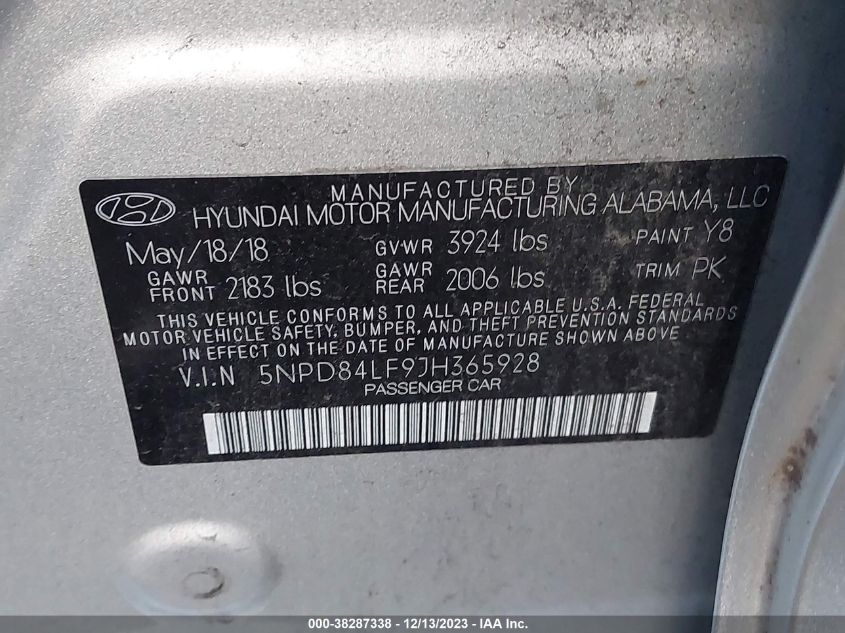 MANUFACTURED BY
HYUNDAI MOTOR MANUFACTURING ALABAMA, LLC
May/18/18 GVWR 3924 lbs PAINT Y8
GAWR FRONT 2183 lbs GAWR REAR 2006 lbs TRIM PK
THIS VEHICLE CONFORMS TO ALL APPLICABLE U.S.A. FEDERAL
MOTOR VEHICLE SAFETY, BUMPER, AND THEFT PREVENTION STANDARDS
IN EFFECT ON THE DATE OF MANUFACTURE SHOWN ABOVE
V.I.N 5NPD84LF9JH365928
PASSENGER CAR
000-38287338 - 12/13/2023 - IAA Inc.